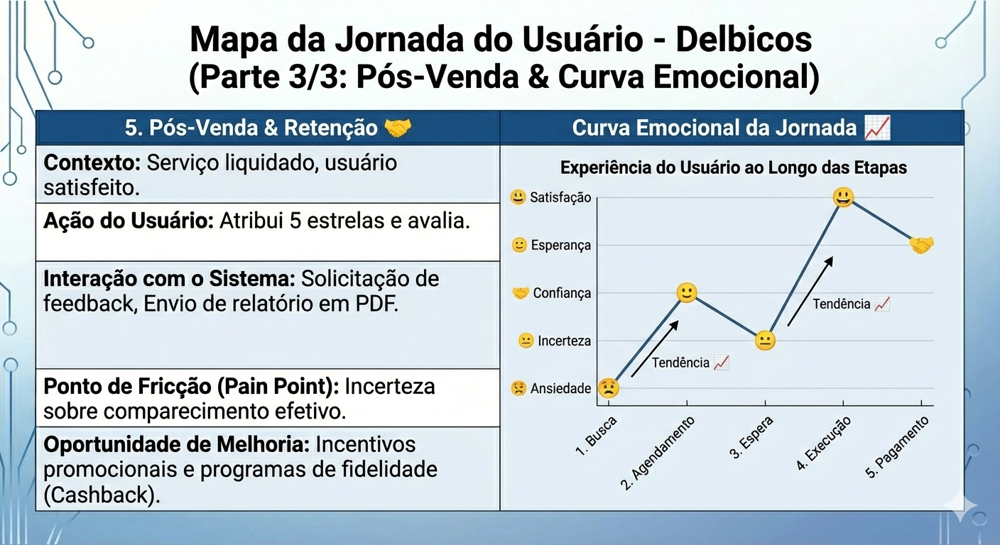 Mapa da Jornada do Usuário - Delbicos
(Parte 3/3: Pós-Venda & Curva Emocional)
5. Pós-Venda & Retenção 🤝
Contexto: Serviço liquidado, usuário
satisfeito.
Ação do Usuário: Atribui 5 estrelas e avalia.
Interação com o Sistema: Solicitação de
feedback, Envio de relatório em PDF.
Ponto de Fricção (Pain Point): Incerteza
sobre comparecimento efetivo.
Oportunidade de Melhoria: Incentivos
promocionais e programas de fidelidade
(Cashback).
Curva Emocional da Jornada 📈
Experiência do Usuário ao Longo das Etapas
😃 Satisfação
🙂 Esperança
🤝 Confiança
😐 Incerteza
😟 Ansiedade
Tendência 📈
Tendência 📈
1. Busca
2. Agendamento
3. Espera
4. Execução
5. Pagamento